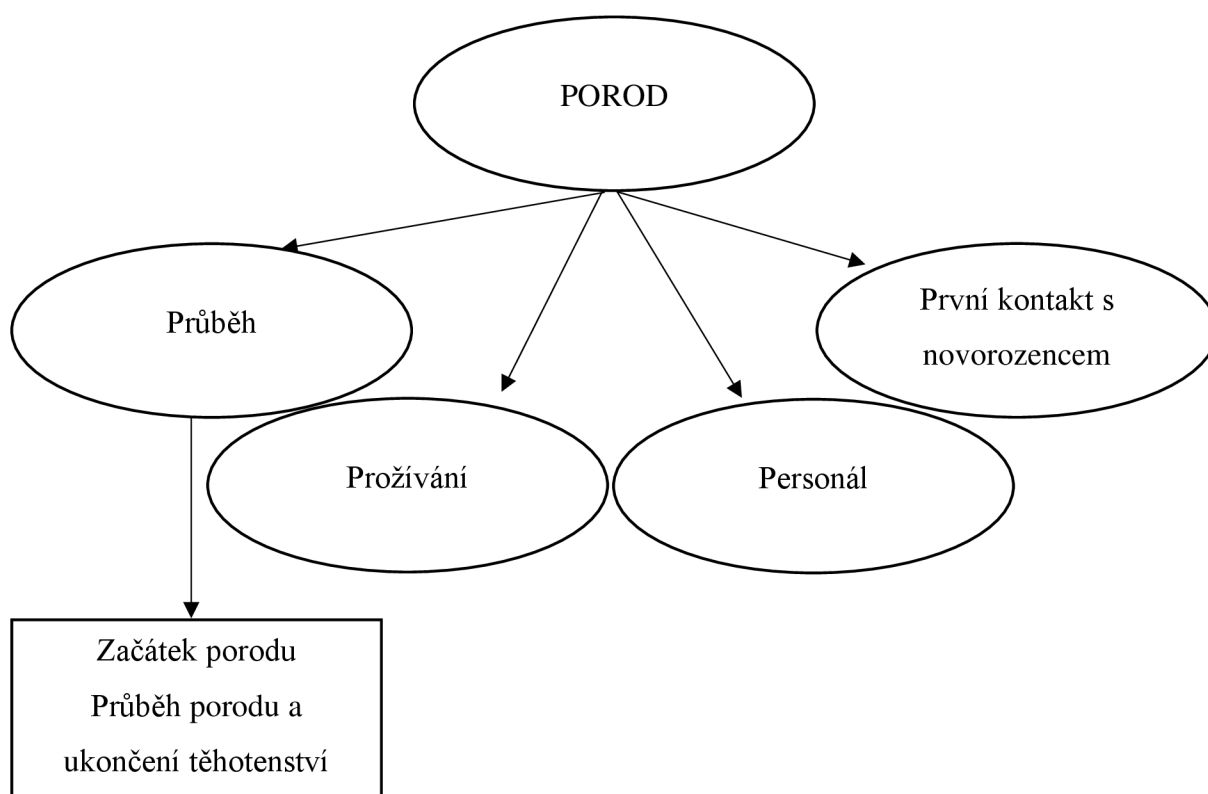 POROD
Průběh
První kontakt s
novorozencem
Prožívání
Personál
Začátek porodu
Průběh porodu a
ukončení těhotenství